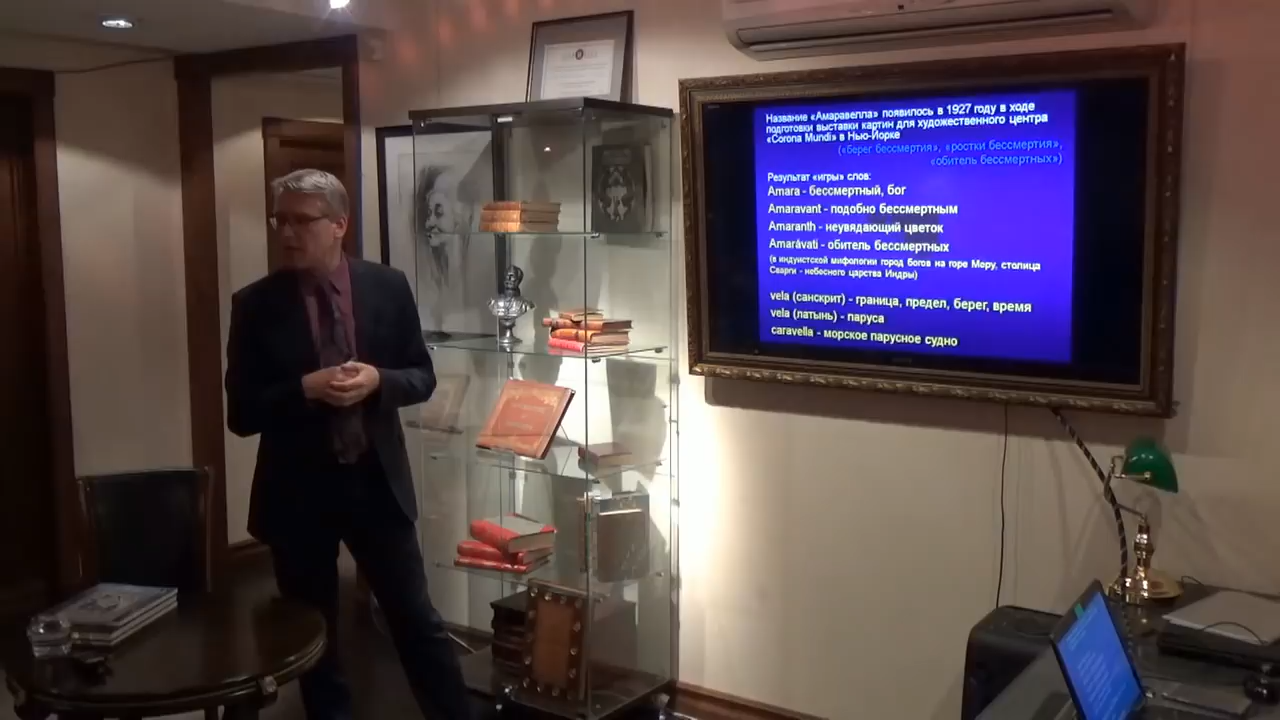 Название «Амаравелла» появилось в 1927 году в ходе
подготовки выставки картин для художественного центра
«Corona Mundi» в Нью-Йорке
(«берег бессмертия», «ростки бессмертия»,
«обитель бессмертных»)
Результат «игры» слов:
Amara - бессмертный, бог
Amaravant - подобно бессмертным
Amaranth - неувядающий цветок
Amarávati - обитель бессмертных
(в индуистской мифологии город богов на горе Меру, столица
Сварги - небесного царства Индры)
vela (санскрит) - граница, предел, берег, время
vela (латынь) - паруса
caravella - морское парусное судно